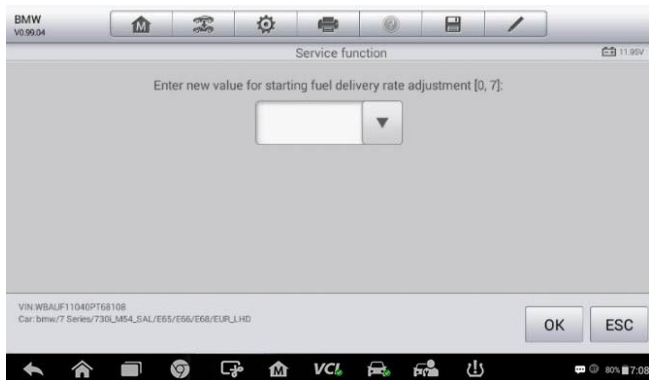 BMW
V0.99.04
Service function
11.95V
Enter new value for starting fuel delivery rate adjustment [0, 7]:
VIN:WBAUF11040PT68108
Car: bmw/7 Series/730i_M54_SAL/E65/E66/E68/EUR_LHD
OK
ESC
M
M
VCI
80%
7:08